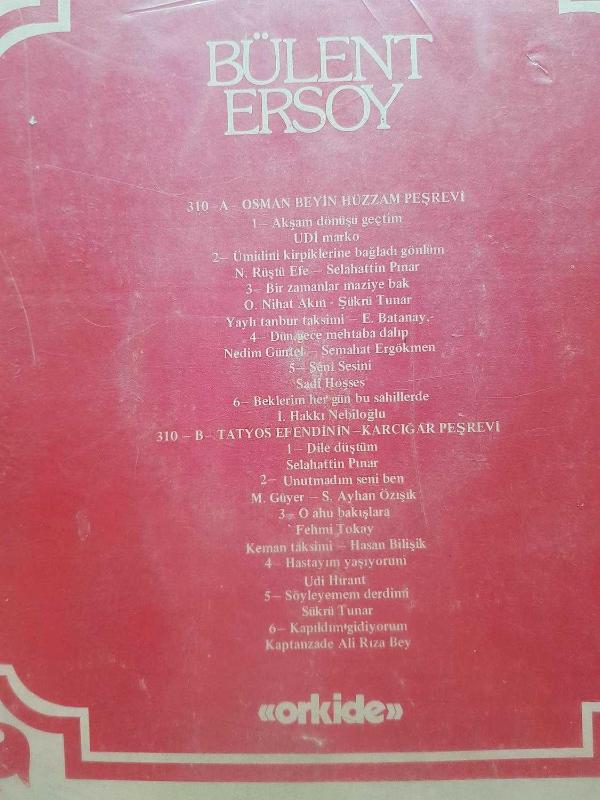 BÜLENT
ERSOY
310 -A- OSMAN BEYİN HÜZZAM PEŞREVİ
1- Akşam dönüşü geçtim
UDİ marko
2- Ümidini kirpiklerine bağladı gönlüm
N. Rüştü Efe - Selahattin Pınar
3- Bir zamanlar maziye bak
O. Nihat Akın - Şükrü Tunar
Yaylı tanbur taksimi - E. Batanay.-
4- Dün gece mehtaba dalıp
Nedim Güntel - Semahat Ergökmen
5- Seni Sesini
Sadi Hoşses
6- Beklerim her gün bu sahillerde
İ. Hakkı Nebiloğlu
310 - B- TATYOS EFENDİNİN -KARCIĞAR PEŞREVİ
1- Dile düştüm
Selahattin Pınar
2- Unutmadım seni ben
M. Güyer - S. Ayhan Özışık
3- O ahu bakışlara
Fehmi Tokay
Keman taksimi - Hasan Bilişik
4- Hastayım yaşıyorum
Udi Hırant
5- Söyleyemem derdimi
Şükrü Tunar
6- Kapıldım gidiyorum
Kaptanzade Ali Rıza Bey
«orkide»